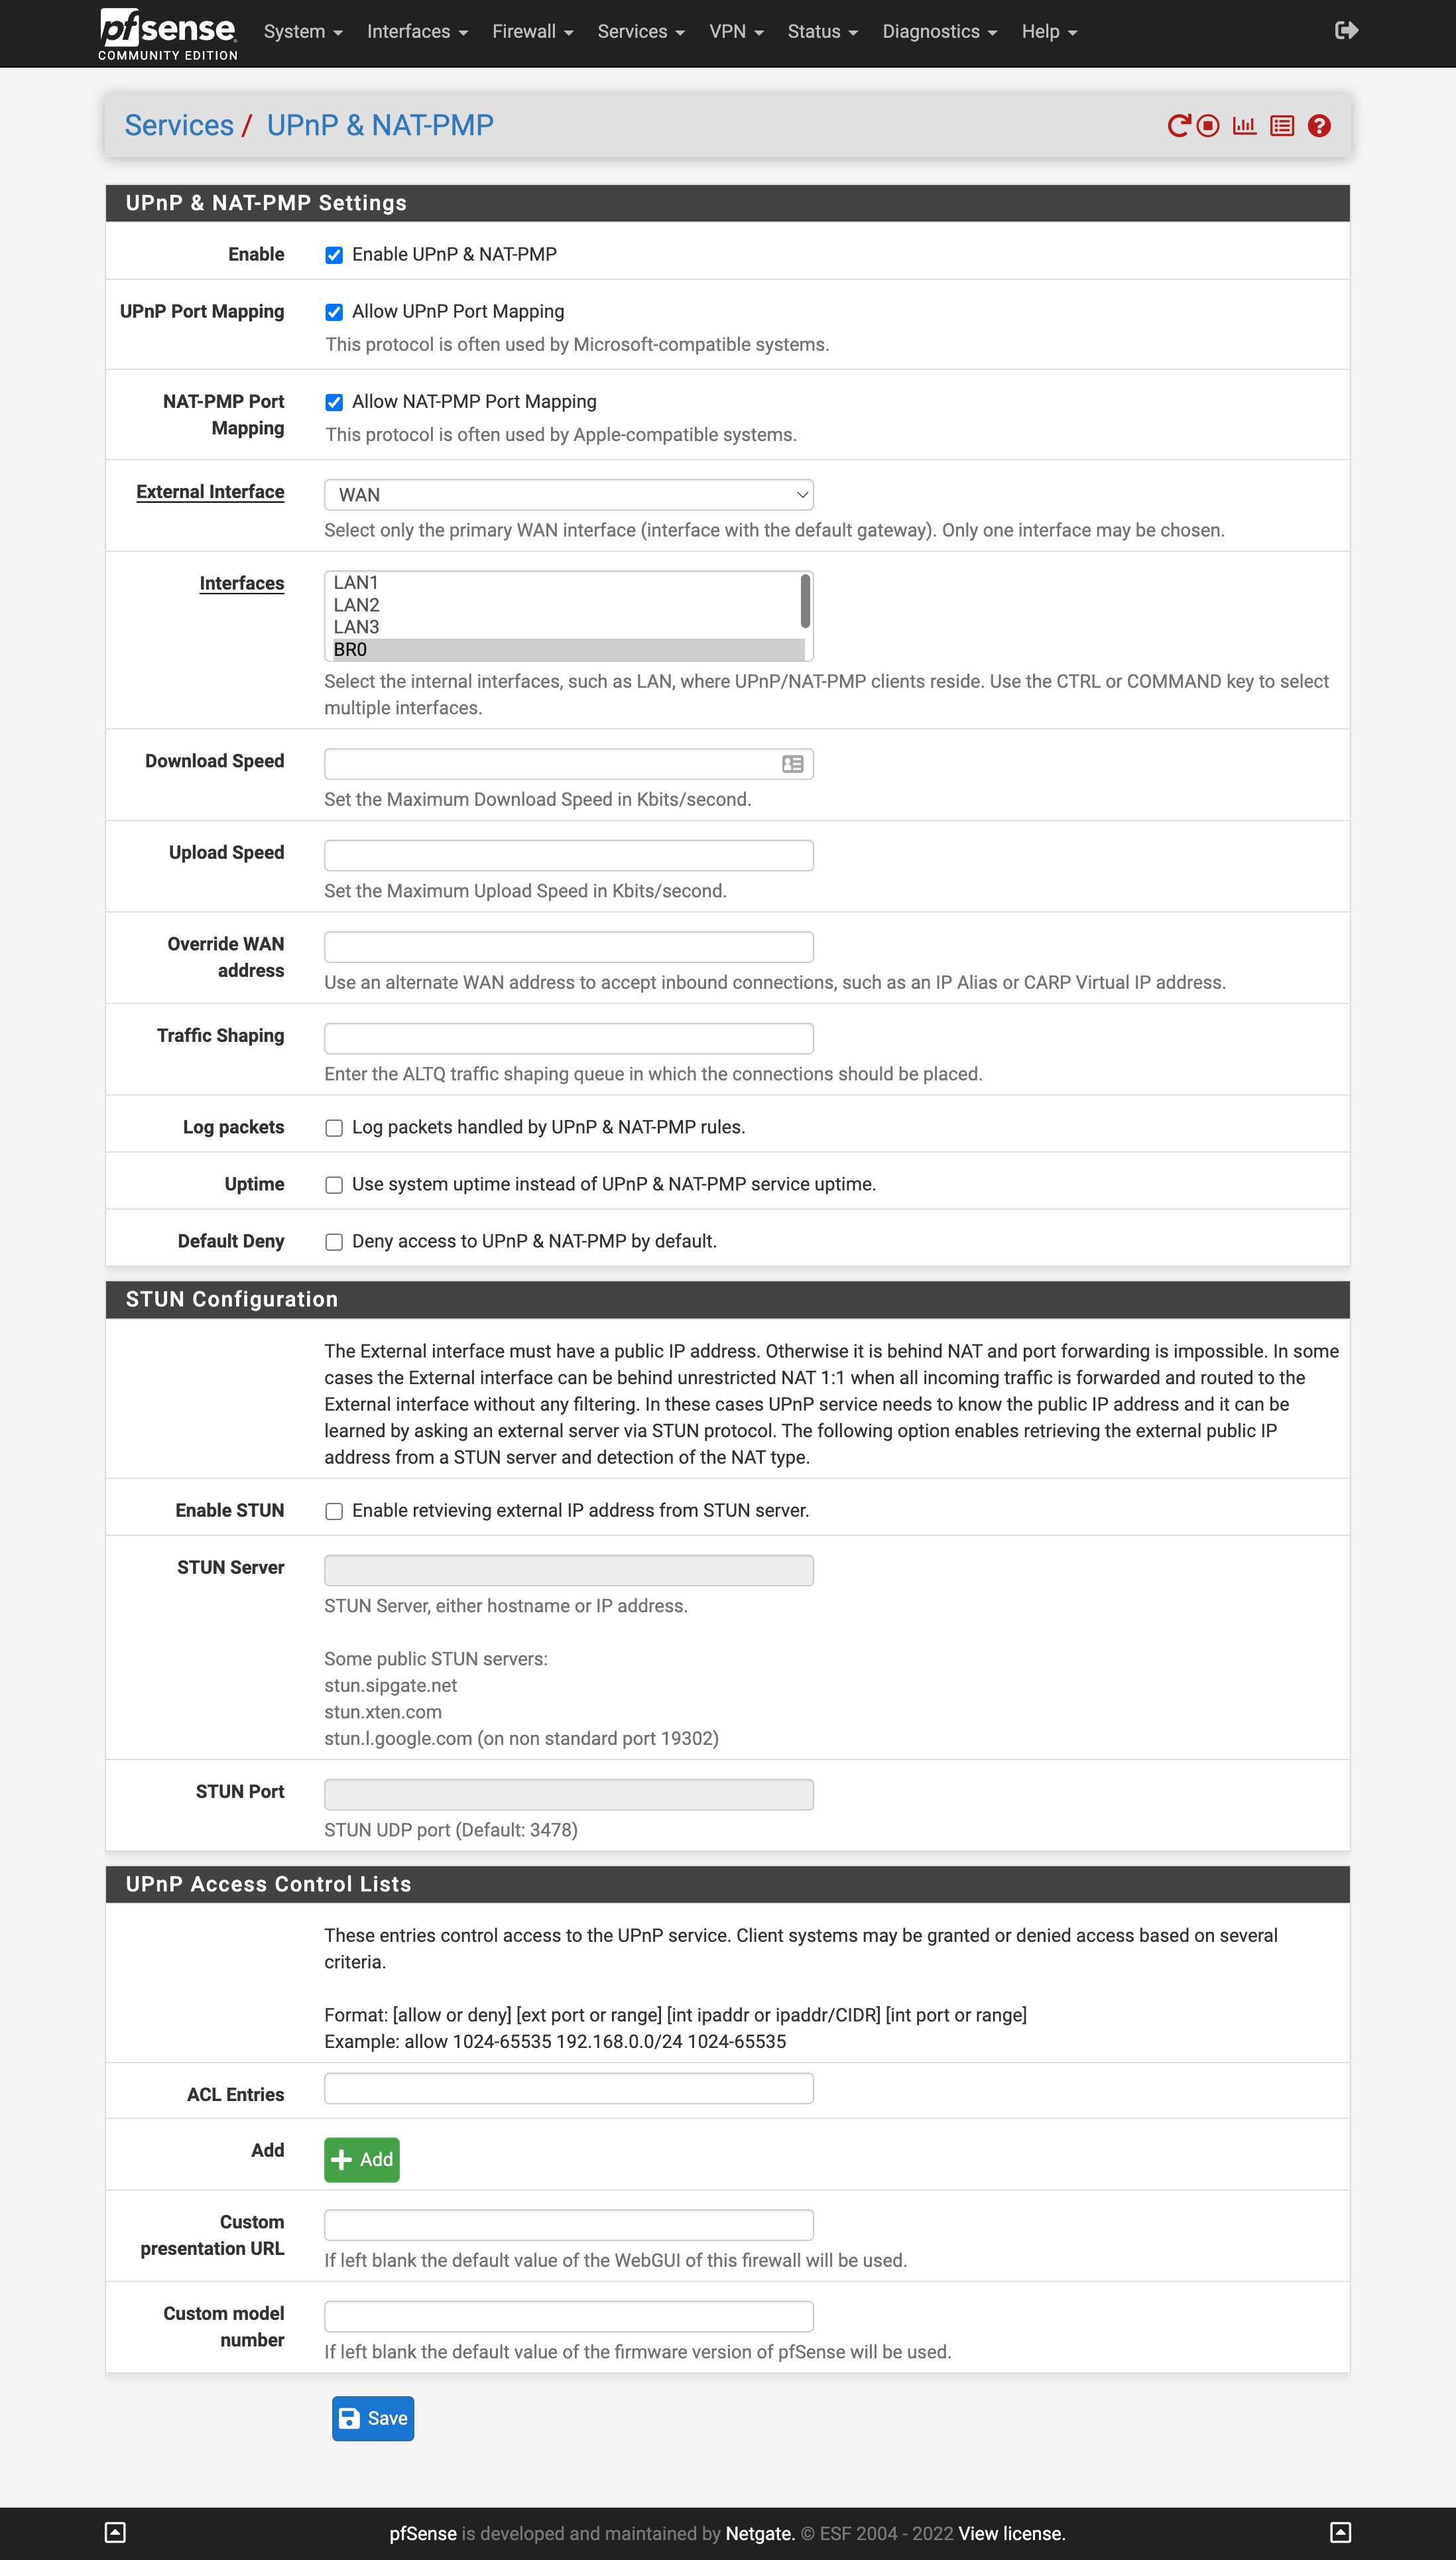 pfsense
COMMUNITY EDITION
System Interfaces Firewall Services VPN Status Diagnostics Help
Services / UPnP & NAT-PMP
UPnP & NAT-PMP Settings
Enable Enable UPnP & NAT-PMP
UPnP Port Mapping Allow UPnP Port Mapping
This protocol is often used by Microsoft-compatible systems.
NAT-PMP Port Mapping Allow NAT-PMP Port Mapping
This protocol is often used by Apple-compatible systems.
External Interface WAN
Select only the primary WAN interface (interface with the default gateway). Only one interface may be chosen.
Interfaces LAN1
LAN2
LAN3
BR0
Select the internal interfaces, such as LAN, where UPnP/NAT-PMP clients reside. Use the CTRL or COMMAND key to select
multiple interfaces.
Download Speed
Set the Maximum Download Speed in Kbits/second.
Upload Speed
Set the Maximum Upload Speed in Kbits/second.
Override WAN address
Use an alternate WAN address to accept inbound connections, such as an IP Alias or CARP Virtual IP address.
Traffic Shaping
Enter the ALTQ traffic shaping queue in which the connections should be placed.
Log packets Log packets handled by UPnP & NAT-PMP rules.
Uptime Use system uptime instead of UPnP & NAT-PMP service uptime.
Default Deny Deny access to UPnP & NAT-PMP by default.
STUN Configuration
The External interface must have a public IP address. Otherwise it is behind NAT and port forwarding is impossible. In some
cases the External interface can be behind unrestricted NAT 1:1 when all incoming traffic is forwarded and routed to the
External interface without any filtering. In these cases UPnP service needs to know the public IP address and it can be
learned by asking an external server via STUN protocol. The following option enables retrieving the external public IP
address from a STUN server and detection of the NAT type.
Enable STUN Enable retvieving external IP address from STUN server.
STUN Server
STUN Server, either hostname or IP address.
Some public STUN servers:
stun.sipgate.net
stun.xten.com
stun.l.google.com (on non standard port 19302)
STUN Port
STUN UDP port (Default: 3478)
UPnP Access Control Lists
These entries control access to the UPnP service. Client systems may be granted or denied access based on several
criteria.
Format: [allow or deny] [ext port or range] [int ipaddr or ipaddr/CIDR] [int port or range]
Example: allow 1024-65535 192.168.0.0/24 1024-65535
ACL Entries
Add Add
Custom presentation URL
If left blank the default value of the WebGUI of this firewall will be used.
Custom model number
If left blank the default value of the firmware version of pfSense will be used.
Save
pfSense is developed and maintained by Netgate. © ESF 2004 - 2022 View license.